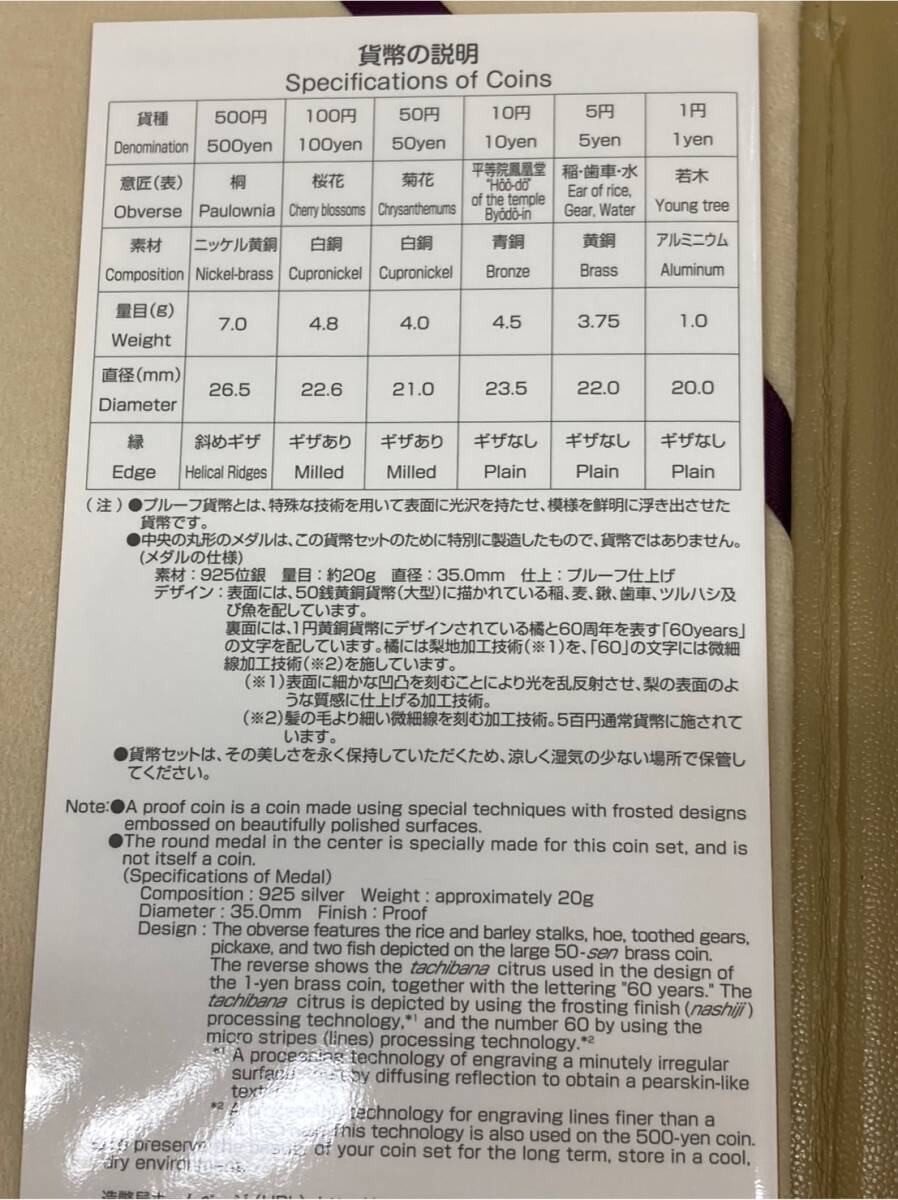 貨幣の説明
Specifications of Coins
貨種 500円 100円 50円 10円 5円 1円
Denomination 500yen 100yen 50yen 10yen 5yen 1yen
意匠(表) 桐 桜花 菊花 平等院鳳凰堂 稲・歯車・水 若木
Obverse Paulownia Cherry blossoms Chrysanthemums "Hōō-dō" of the temple Byōdō-in Ear of rice, Gear, Water Young tree
素材 ニッケル黄銅 白銅 白銅 青銅 黄銅 アルミニウム
Composition Nickel-brass Cupronickel Cupronickel Bronze Brass Aluminum
量目(g) 7.0 4.8 4.0 4.5 3.75 1.0
Weight
直径(mm) 26.5 22.6 21.0 23.5 22.0 20.0
Diameter
縁 斜めギザ ギザあり ギザあり ギザなし ギザなし ギザなし
Edge Helical Ridges Milled Milled Plain Plain Plain
(注)●プルーフ貨幣とは、特殊な技術を用いて表面に光沢を持たせ、模様を鮮明に浮き出させた
貨幣です。
●中央の丸形のメダルは、この貨幣セットのために特別に製造したもので、貨幣ではありません。
(メダルの仕様)
素材:925位銀 量目:約20g 直径:35.0mm 仕上:プルーフ仕上げ
デザイン:表面には、50銭黄銅貨幣(大型)に描かれている稲、麦、鍬、歯車、ツルハシ及
び魚を配しています。
裏面には、1円黄銅貨幣にデザインされている橘と60周年を表す「60years」
の文字を配しています。橘には梨地加工技術(※1)を、「60」の文字には微細
線加工技術(※2)を施しています。
(※1)表面に細かな凹凸を刻むことにより光を乱反射させ、梨の表面のよ
うな質感に仕上げる加工技術。
(※2)髪の毛より細い微細線を刻む加工技術。5百円通常貨幣に施されて
います。
●貨幣セットは、その美しさを永く保持していただくため、涼しく湿気の少ない場所で保管し
てください。
Note:●A proof coin is a coin made using special techniques with frosted designs
embossed on beautifully polished surfaces.
●The round medal in the center is specially made for this coin set, and is
not itself a coin.
(Specifications of Medal)
Composition : 925 silver Weight : approximately 20g
Diameter : 35.0mm Finish : Proof
Design : The obverse features the rice and barley stalks, hoe, toothed gears,
pickaxe, and two fish depicted on the large 50-sen brass coin.
The reverse shows the tachibana citrus used in the design of
the 1-yen brass coin, together with the lettering "60 years." The
tachibana citrus is depicted by using the frosting finish (nashiji)
processing technology,*1 and the number 60 by using the
micro stripes (lines) processing technology.*2
*1 A processing technology of engraving a minutely irregular
by diffusing reflection to obtain a pearskin-like
*2 A technology for engraving lines finer than a
This technology is also used on the 500-yen coin.
preserve the of your coin set for the long term, store in a cool,
dry